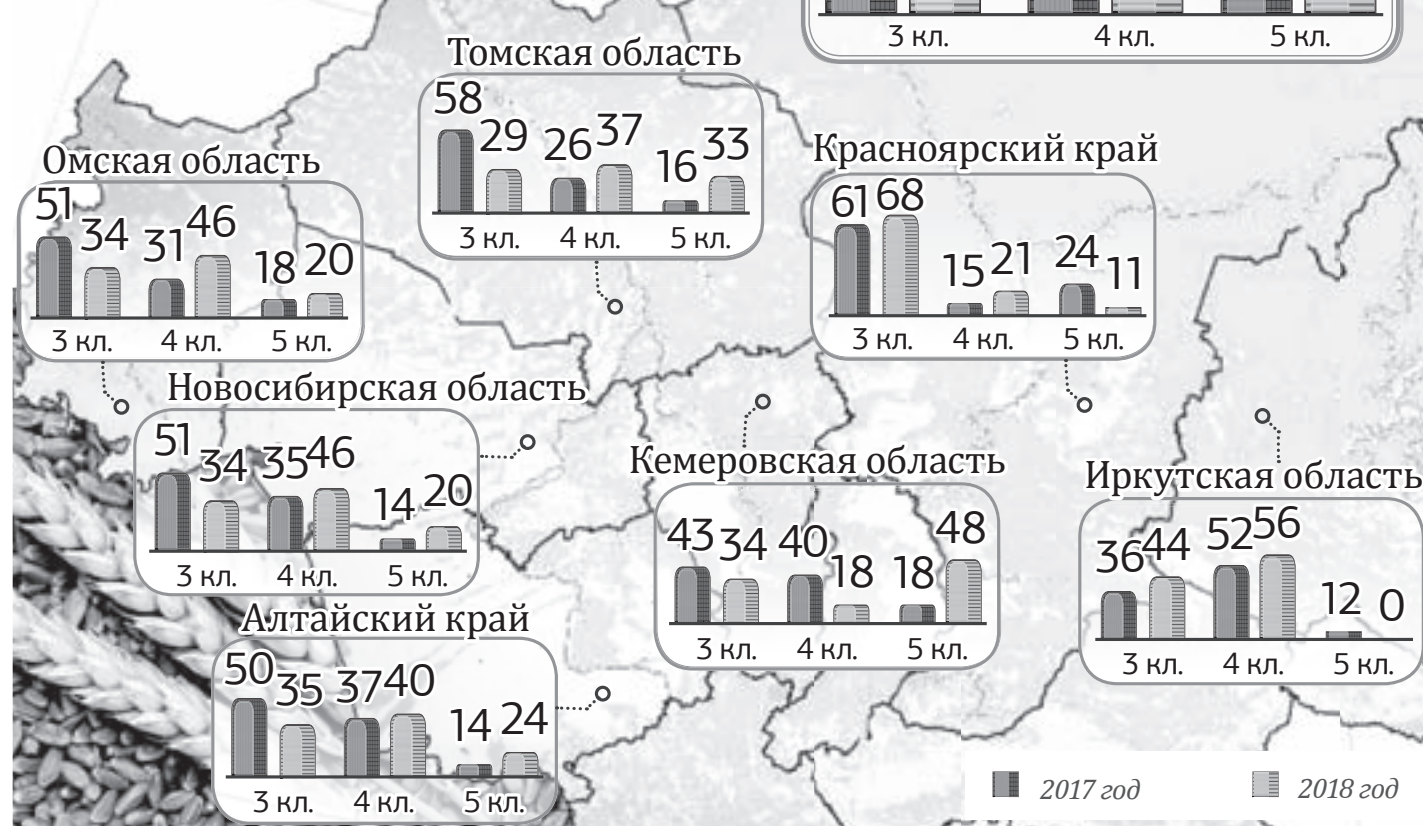 3 кл. 4 кл. 5 кл.
Томская область
58 29 26 37 16 33
3 кл. 4 кл. 5 кл.
Омская область
51 34 31 46 18 20
3 кл. 4 кл. 5 кл.
Красноярский край
61 68 15 21 24 11
3 кл. 4 кл. 5 кл.
Новосибирская область
51 34 35 46 14 20
3 кл. 4 кл. 5 кл.
Кемеровская область
43 34 40 18 18 48
3 кл. 4 кл. 5 кл.
Иркутская область
36 44 52 56 12 0
3 кл. 4 кл. 5 кл.
Алтайский край
50 35 37 40 14 24
3 кл. 4 кл. 5 кл.
2017 год 2018 год